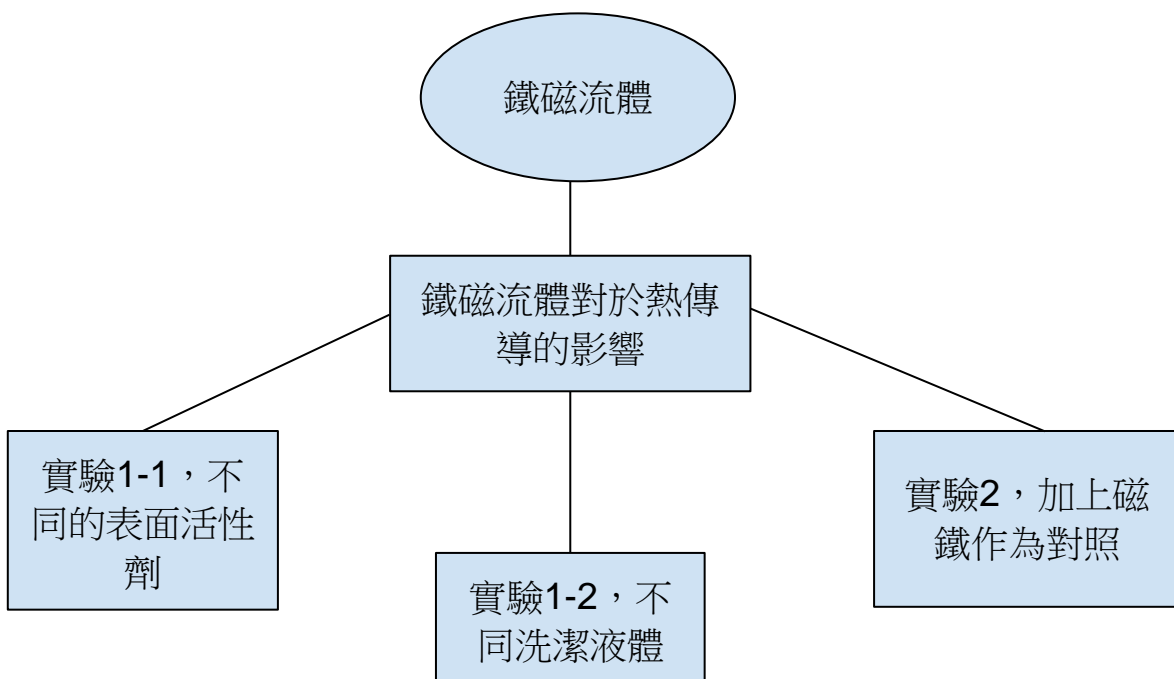 鐵磁流體
鐵磁流體對於熱傳
導的影響
實驗1-1，不
同的表面活性
劑
實驗1-2，不
同洗潔液體
實驗2，加上磁
鐵作為對照